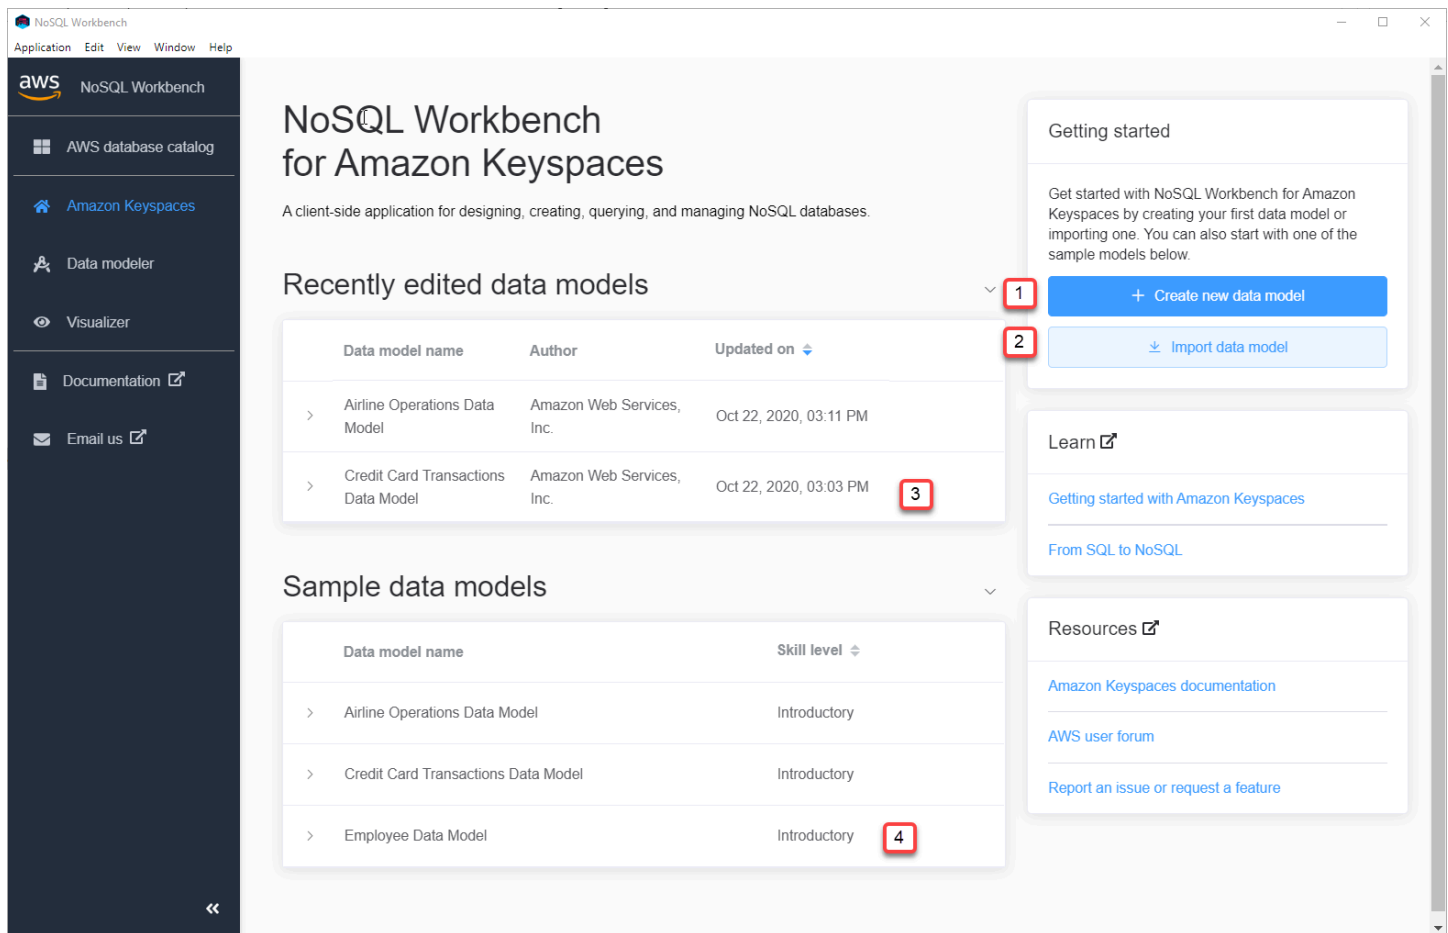 NoSQL Workbench
Application Edit View Window Help
aws NoSQL Workbench
AWS database catalog
Amazon Keyspaces
Data modeler
Visualizer
Documentation
Email us
NoSQL Workbench
for Amazon Keyspaces
A client-side application for designing, creating, querying, and managing NoSQL databases.
Recently edited data models
Data model name Author Updated on
Airline Operations Data Model Amazon Web Services, Inc. Oct 22, 2020, 03:11 PM
Credit Card Transactions Data Model Amazon Web Services, Inc. Oct 22, 2020, 03:03 PM
3
Sample data models
Data model name Skill level
Airline Operations Data Model Introductory
Credit Card Transactions Data Model Introductory
Employee Data Model Introductory
4
Getting started
Get started with NoSQL Workbench for Amazon
Keyspaces by creating your first data model or
importing one. You can also start with one of the
sample models below.
1 + Create new data model
2 Import data model
Learn
Getting started with Amazon Keyspaces
From SQL to NoSQL
Resources
Amazon Keyspaces documentation
AWS user forum
Report an issue or request a feature